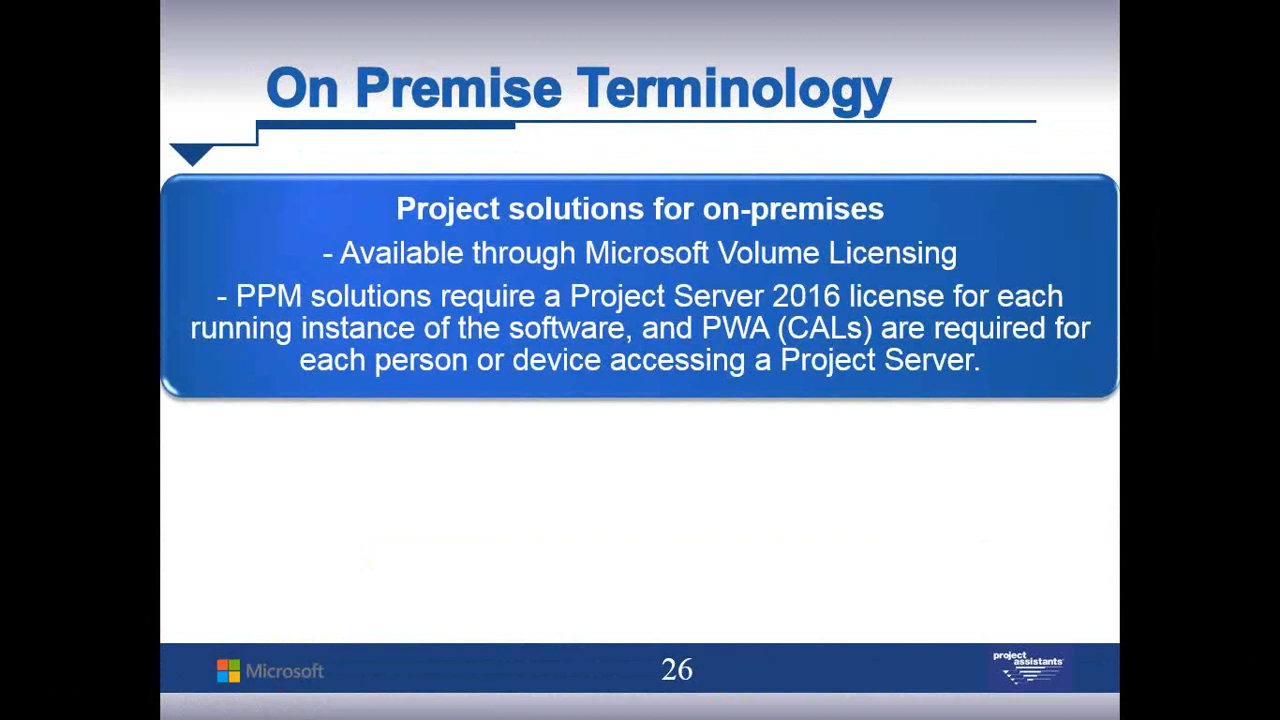 On Premise Terminology
Project solutions for on-premises
- Available through Microsoft Volume Licensing
- PPM solutions require a Project Server 2016 license for each
running instance of the software, and PWA (CALs) are required for
each person or device accessing a Project Server.
Microsoft
26
project
assistants